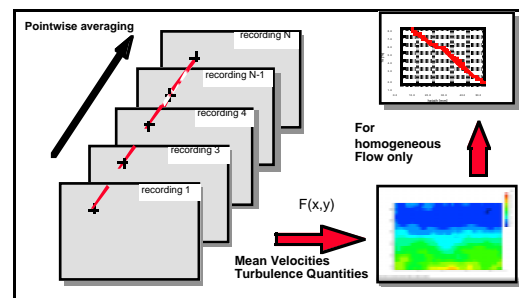 Pointwise averaging
recording N
recording N-1
recording 4
recording 3
recording 1
For
homogeneous
Flow only
F(x,y)
Mean Velocities
Turbulence Quantities